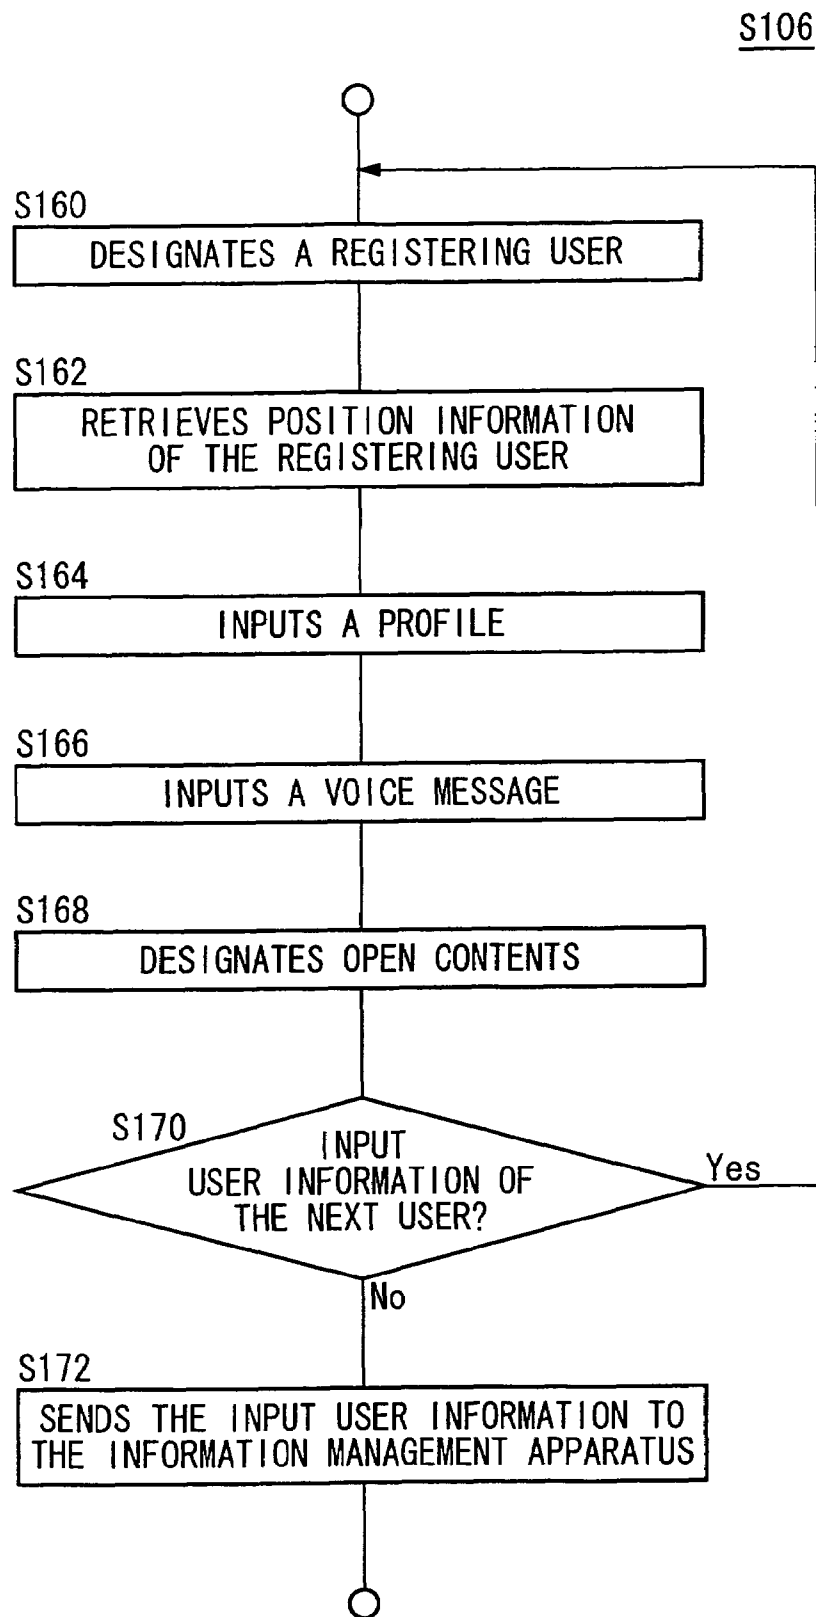 S106
S160
DESIGNATES A REGISTERING USER
S162
RETRIEVES POSITION INFORMATION
OF THE REGISTERING USER
S164
INPUTS A PROFILE
S166
INPUTS A VOICE MESSAGE
S168
DESIGNATES OPEN CONTENTS
S170
INPUT
USER INFORMATION OF
THE NEXT USER?
Yes
No
S172
SENDS THE INPUT USER INFORMATION TO
THE INFORMATION MANAGEMENT APPARATUS